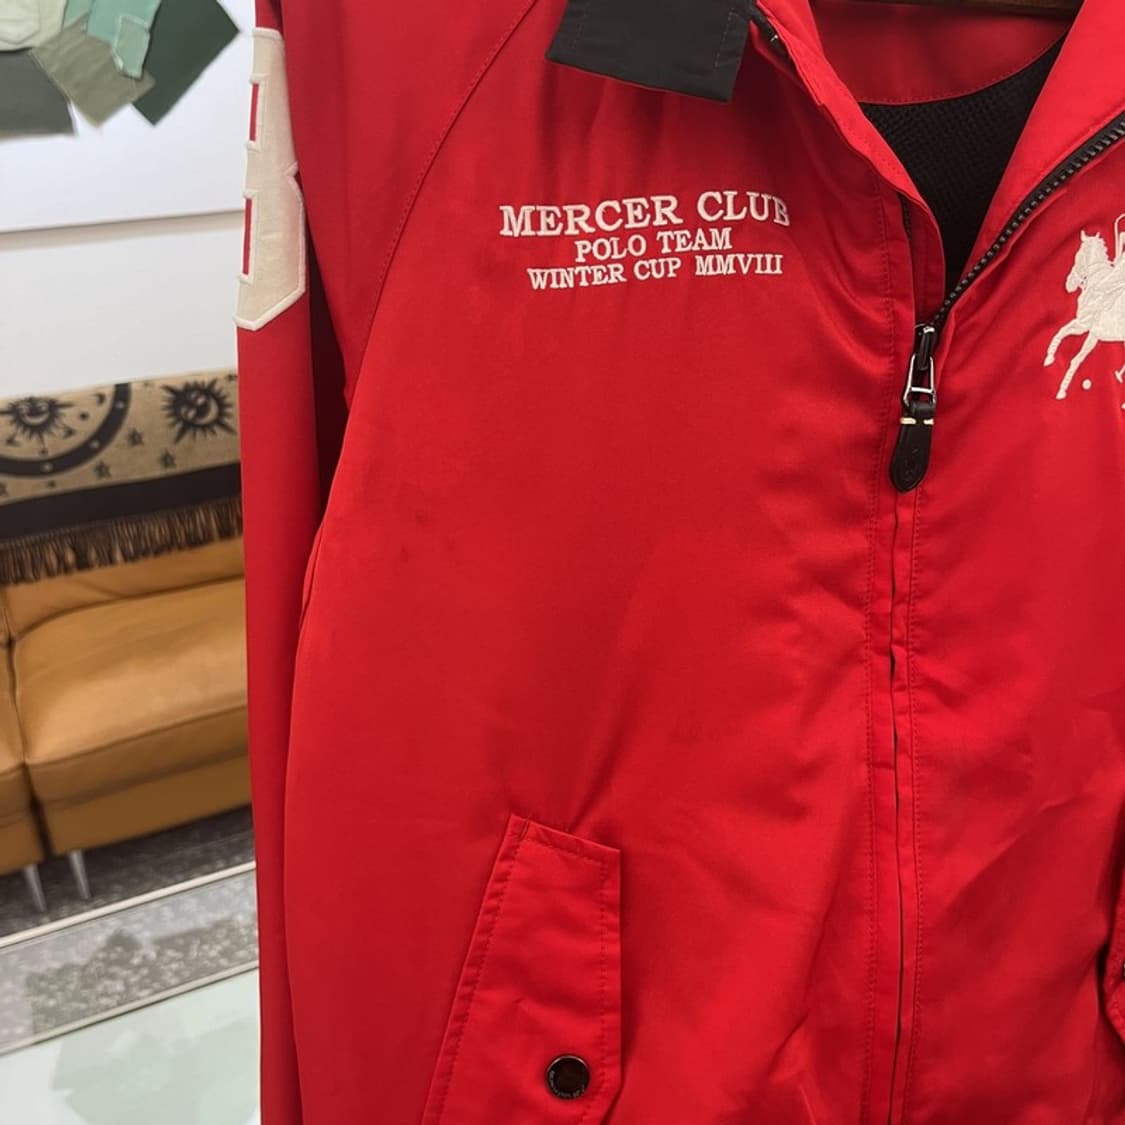 MERCER CLUB
POLO TEAM
WINTER CUP MMVIII